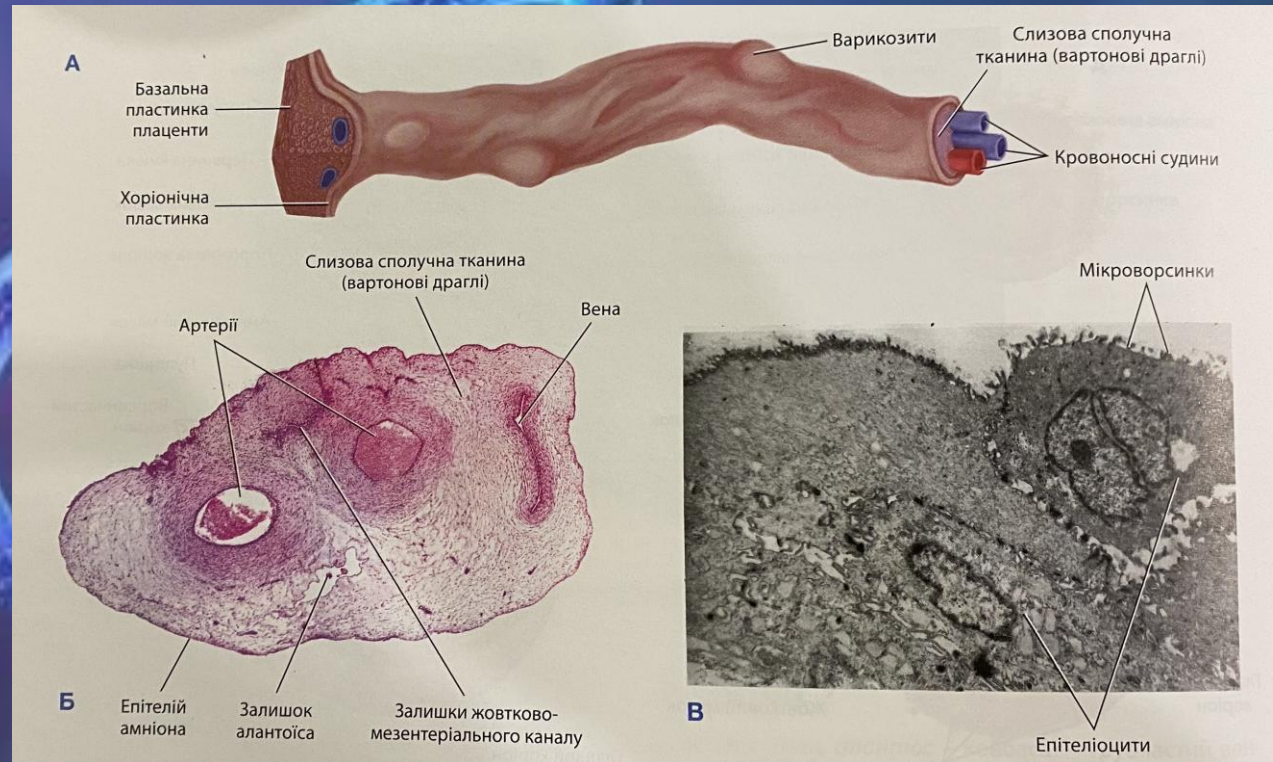 А
Базальна
пластинка
плаценти
Хоріонічна
пластинка
Варикозити
Слизова сполучна
тканина (вартонові драглі)
Кровоносні судини
Слизова сполучна тканина
(вартонові драглі)
Артерії
Вена
Мікроворсинки
Б
Епітелій
амніона
Залишок
алантоїса
Залишки жовтково-
мезентеріального каналу
В
Епітеліоцити